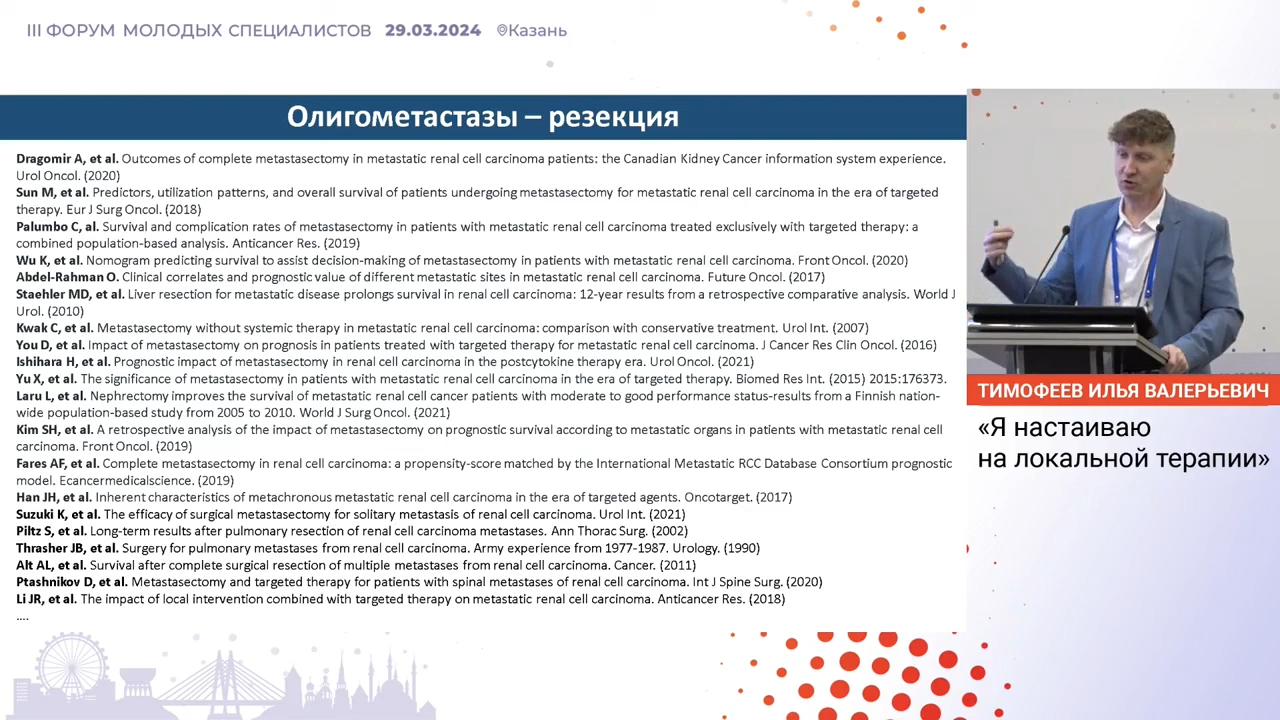 III ФОРУМ МОЛОДЫХ СПЕЦИАЛИСТОВ 29.03.2024 Казань
Олигометастазы – резекция
Dragomir A, et al. Outcomes of complete metastasectomy in metastatic renal cell carcinoma patients: the Canadian Kidney Cancer information system experience.
Urol Oncol. (2020)
Sun M, et al. Predictors, utilization patterns, and overall survival of patients undergoing metastasectomy for metastatic renal cell carcinoma in the era of targeted
therapy. Eur J Surg Oncol. (2018)
Palumbo C, al. Survival and complication rates of metastasectomy in patients with metastatic renal cell carcinoma treated exclusively with targeted therapy: a
combined population-based analysis. Anticancer Res. (2019)
Wu K, et al. Nomogram predicting survival to assist decision-making of metastasectomy in patients with metastatic renal cell carcinoma. Front Oncol. (2020)
Abdel-Rahman O. Clinical correlates and prognostic value of different metastatic sites in metastatic renal cell carcinoma. Future Oncol. (2017)
Staehler MD, et al. Liver resection for metastatic disease prolongs survival in renal cell carcinoma: 12-year results from a retrospective comparative analysis. World J
Urol. (2010)
Kwak C, et al. Metastasectomy without systemic therapy in metastatic renal cell carcinoma: comparison with conservative treatment. Urol Int. (2007)
You D, et al. Impact of metastasectomy on prognosis in patients treated with targeted therapy for metastatic renal cell carcinoma. J Cancer Res Clin Oncol. (2016)
Ishihara H, et al. Prognostic impact of metastasectomy in renal cell carcinoma in the postcytokine therapy era. Urol Oncol. (2021)
Yu X, et al. The significance of metastasectomy in patients with metastatic renal cell carcinoma in the era of targeted therapy. Biomed Res Int. (2015) 2015:176373.
Laru L, et al. Nephrectomy improves the survival of metastatic renal cell cancer patients with moderate to good performance status-results from a Finnish nation-
wide population-based study from 2005 to 2010. World J Surg Oncol. (2021)
Kim SH, et al. A retrospective analysis of the impact of metastasectomy on prognostic survival according to metastatic organs in patients with metastatic renal cell
carcinoma. Front Oncol. (2019)
Fares AF, et al. Complete metastasectomy in renal cell carcinoma: a propensity-score matched by the International Metastatic RCC Database Consortium prognostic
model. Ecancermedicalscience. (2019)
Han JH, et al. Inherent characteristics of metachronous metastatic renal cell carcinoma in the era of targeted agents. Oncotarget. (2017)
Suzuki K, et al. The efficacy of surgical metastasectomy for solitary metastasis of renal cell carcinoma. Urol Int. (2021)
Piltz S, et al. Long-term results after pulmonary resection of renal cell carcinoma metastases. Ann Thorac Surg. (2002)
Thrasher JB, et al. Surgery for pulmonary metastases from renal cell carcinoma. Army experience from 1977-1987. Urology. (1990)
Alt AL, et al. Survival after complete surgical resection of multiple metastases from renal cell carcinoma. Cancer. (2011)
Ptashnikov D, et al. Metastasectomy and targeted therapy for patients with spinal metastases of renal cell carcinoma. Int J Spine Surg. (2020)
Li JR, et al. The impact of local intervention combined with targeted therapy on metastatic renal cell carcinoma. Anticancer Res. (2018)
....
ТИМОФЕЕВ ИЛЬЯ ВАЛЕРЬЕВИЧ
«Я настаиваю
на локальной терапии»